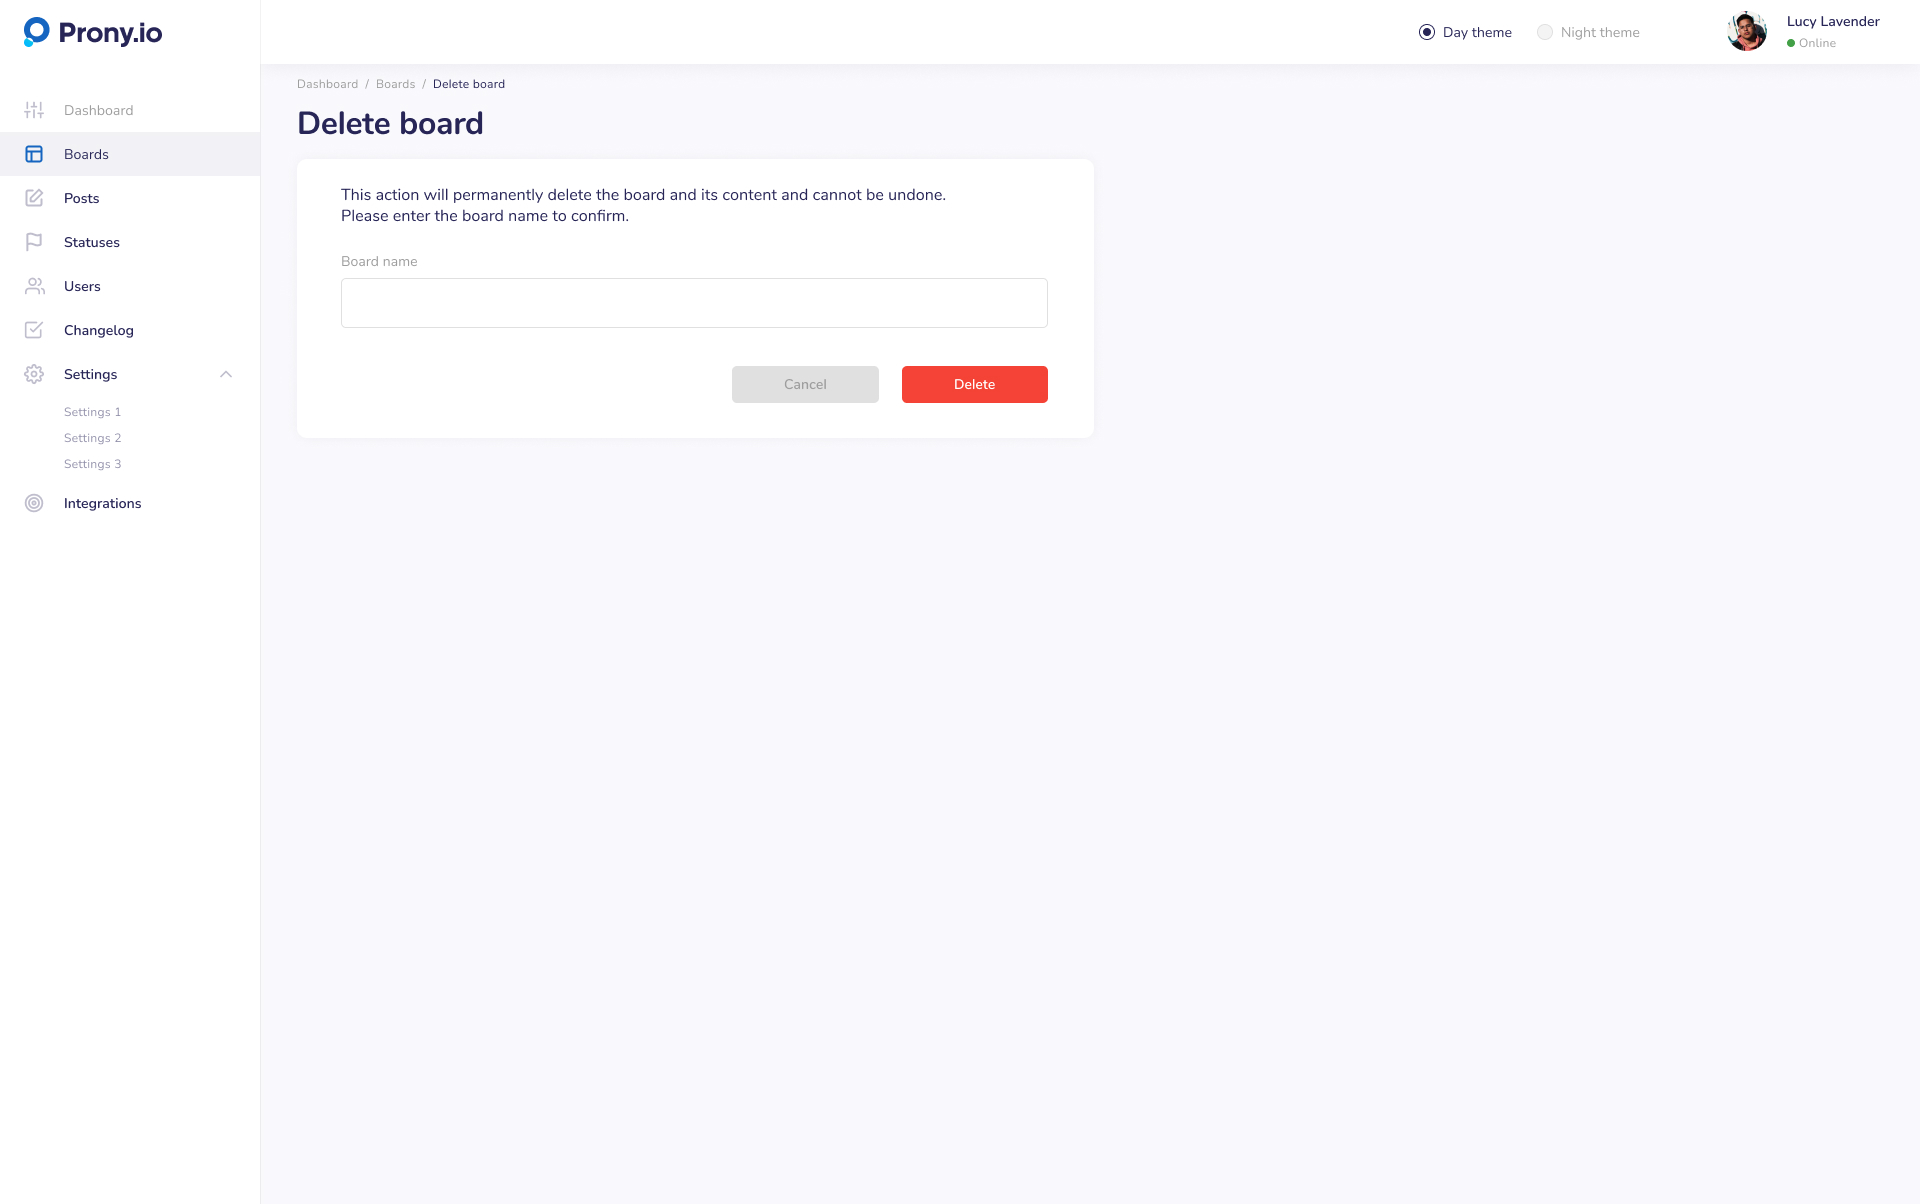 Prony.io
Day theme
Night theme
Lucy Lavender
Online
Dashboard
Boards
Posts
Statuses
Users
Changelog
Settings
Settings 1
Settings 2
Settings 3
Integrations
Dashboard / Boards / Delete board
Delete board
This action will permanently delete the board and its content and cannot be undone.
Please enter the board name to confirm.
Board name
Cancel
Delete